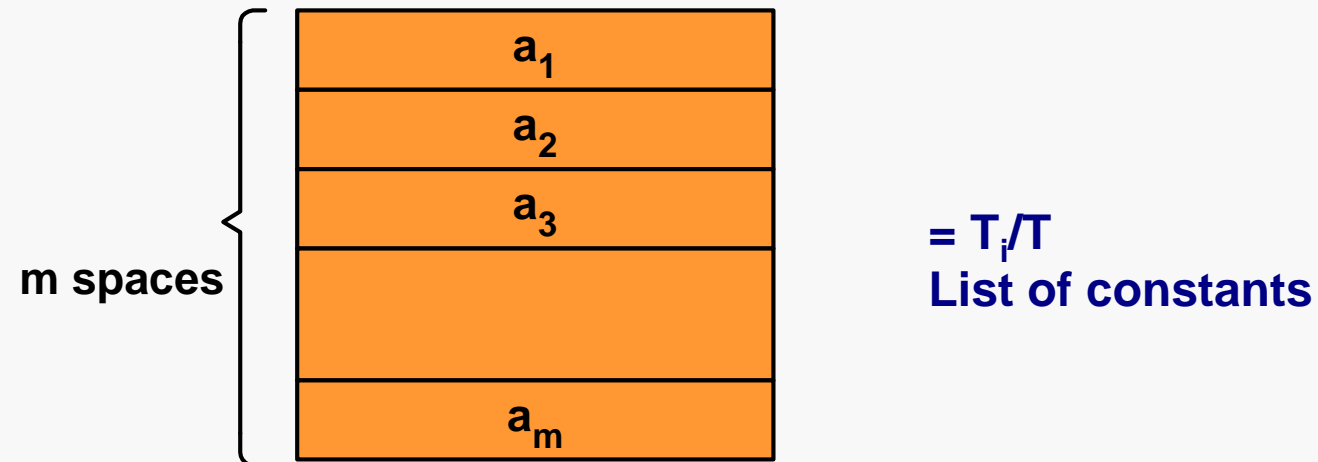 a₁
a₂
a₃
m spaces
aₘ
= Tᵢ/T
List of constants